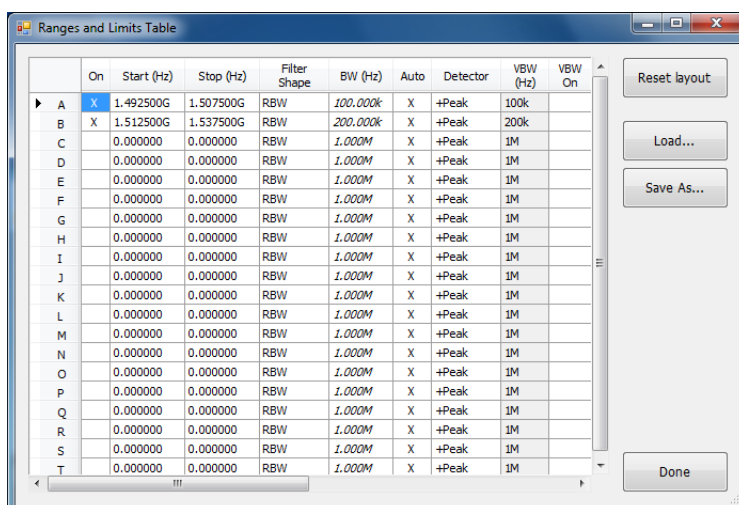 Ranges and Limits Table
On Start (Hz) Stop (Hz) Filter Shape BW (Hz) Auto Detector VBW (Hz) VBW On
A X 1.492500G 1.507500G RBW 100.000k X +Peak 100k
B X 1.512500G 1.537500G RBW 200.000k X +Peak 200k
C 0.000000 0.000000 RBW 1.000M X +Peak 1M
D 0.000000 0.000000 RBW 1.000M X +Peak 1M
E 0.000000 0.000000 RBW 1.000M X +Peak 1M
F 0.000000 0.000000 RBW 1.000M X +Peak 1M
G 0.000000 0.000000 RBW 1.000M X +Peak 1M
H 0.000000 0.000000 RBW 1.000M X +Peak 1M
I 0.000000 0.000000 RBW 1.000M X +Peak 1M
J 0.000000 0.000000 RBW 1.000M X +Peak 1M
K 0.000000 0.000000 RBW 1.000M X +Peak 1M
L 0.000000 0.000000 RBW 1.000M X +Peak 1M
M 0.000000 0.000000 RBW 1.000M X +Peak 1M
N 0.000000 0.000000 RBW 1.000M X +Peak 1M
O 0.000000 0.000000 RBW 1.000M X +Peak 1M
P 0.000000 0.000000 RBW 1.000M X +Peak 1M
Q 0.000000 0.000000 RBW 1.000M X +Peak 1M
R 0.000000 0.000000 RBW 1.000M X +Peak 1M
S 0.000000 0.000000 RBW 1.000M X +Peak 1M
T 0.000000 0.000000 RBW 1.000M X +Peak 1M
Reset layout
Load...
Save As...
Done